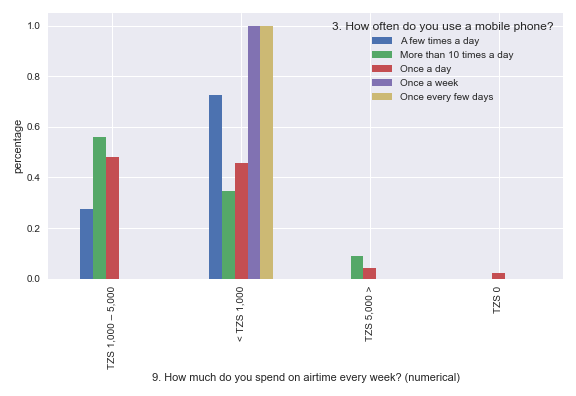 3. How often do you use a mobile phone?
A few times a day
More than 10 times a day
Once a day
Once a week
Once every few days
percentage
1.0
0.8
0.6
0.4
0.2
0.0
TZS 1,000 – 5,000
< TZS 1,000
TZS 5,000 >
TZS 0
9. How much do you spend on airtime every week? (numerical)